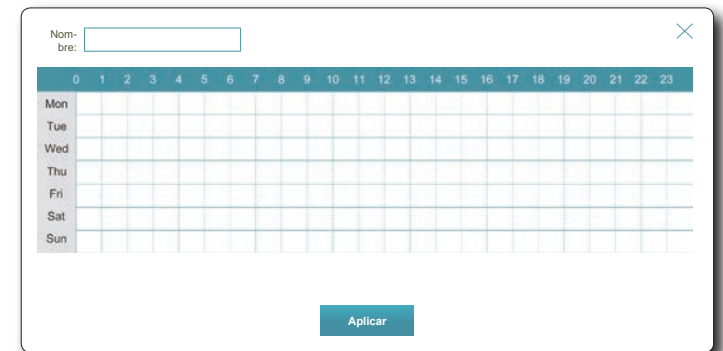 Nom-
bre:
0 1 2 3 4 5 6 7 8 9 10 11 12 13 14 15 16 17 18 19 20 21 22 23
Mon
Tue
Wed
Thu
Fri
Sat
Sun
Aplicar